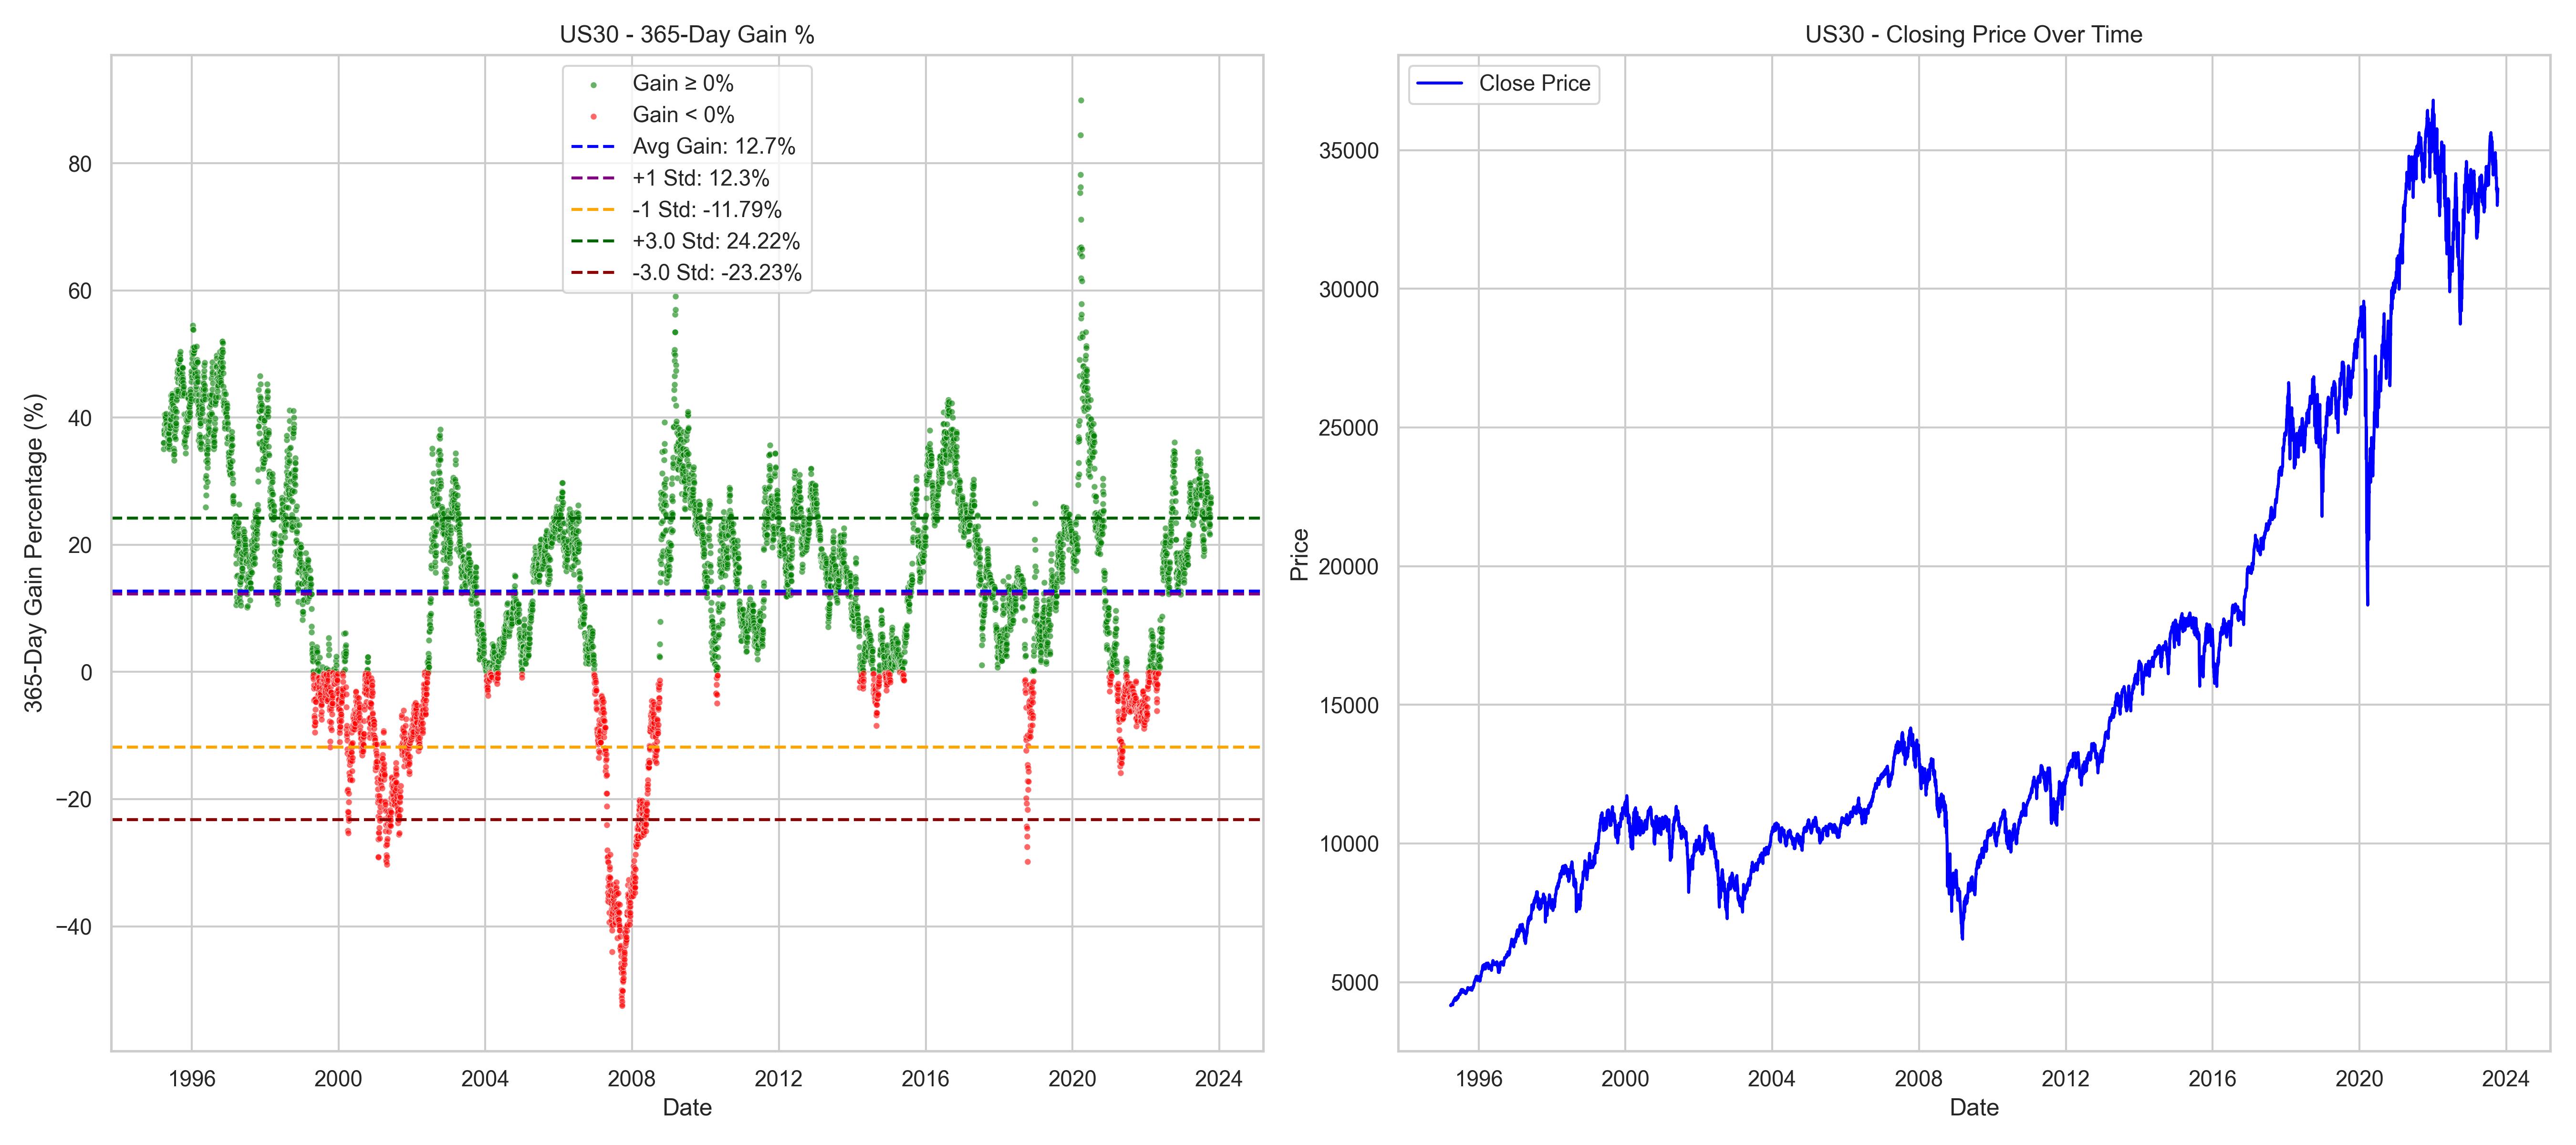 US30 - 365-Day Gain %
Gain ≥ 0%
Gain < 0%
Avg Gain: 12.7%
+1 Std: 12.3%
-1 Std: -11.79%
+3.0 Std: 24.22%
-3.0 Std: -23.23%
365-Day Gain Percentage (%)
80
60
40
20
0
−20
−40
1996 2000 2004 2008 2012 2016 2020 2024
Date
US30 - Closing Price Over Time
Close Price
Price
35000
30000
25000
20000
15000
10000
5000
1996 2000 2004 2008 2012 2016 2020 2024
Date